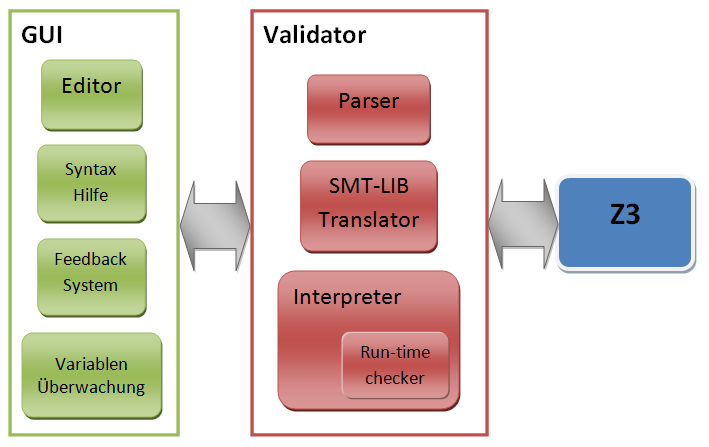 GUI
Editor
Syntax
Hilfe
Feedback
System
Variablen
Überwachung
Validator
Parser
SMT-LIB
Translator
Interpreter
Run-time
checker
Z3